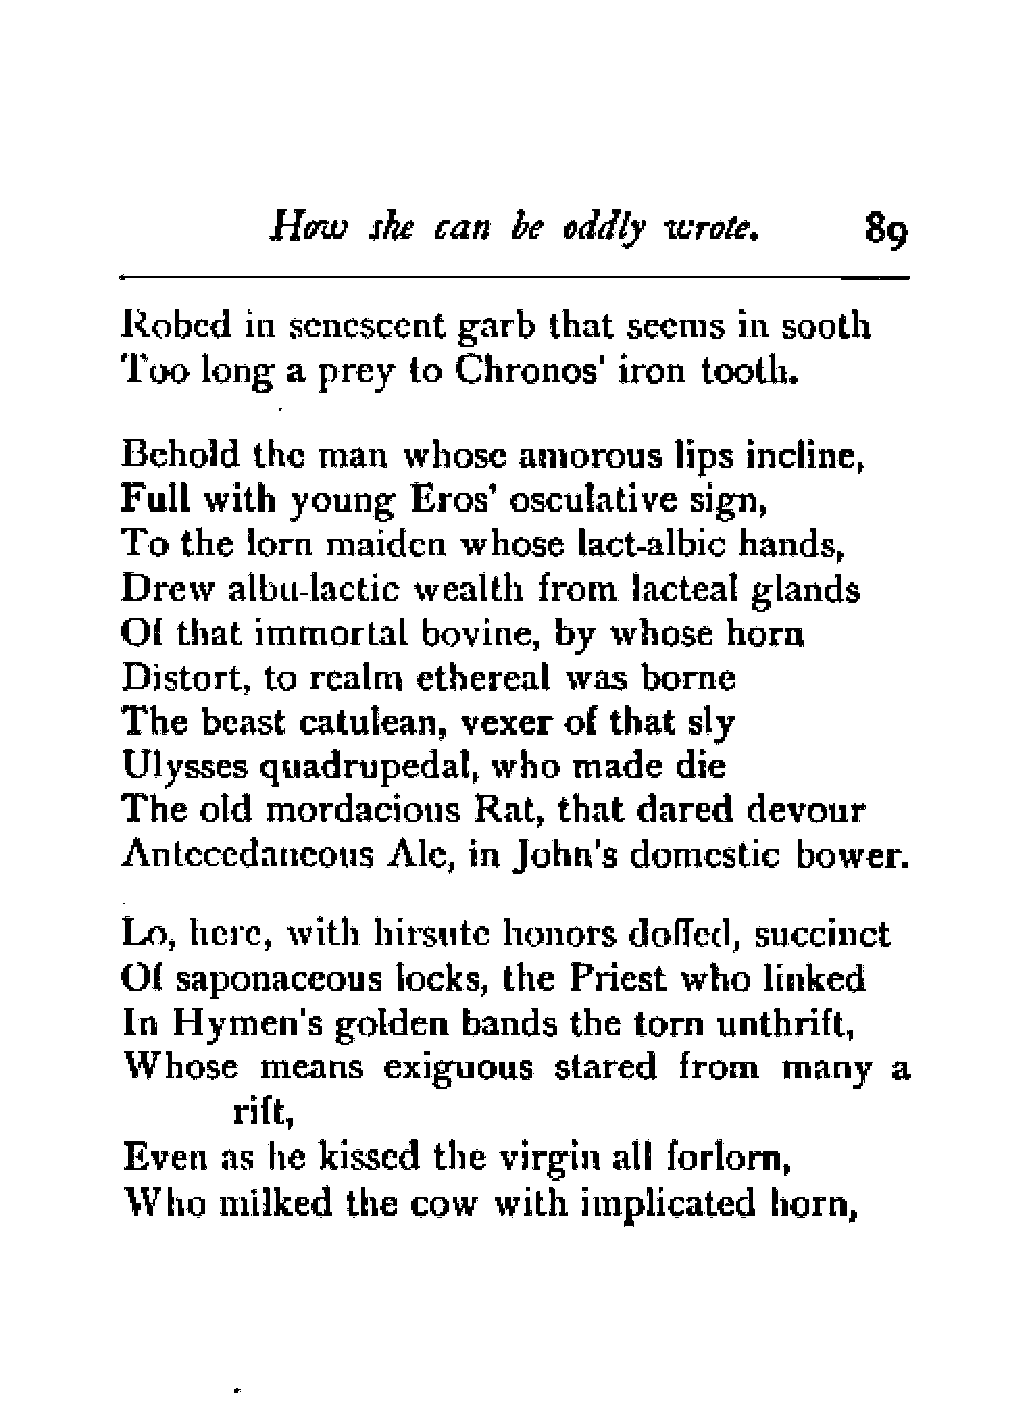 How she can be oddly wrote. 89
Robed in senescent garb that seems in sooth
Too long a prey to Chronos' iron tooth.
Behold the man whose amorous lips incline,
Full with young Eros' osculative sign,
To the lorn maiden whose lact-albic hands,
Drew albu-lactic wealth from lacteal glands
Of that immortal bovine, by whose horn
Distort, to realm ethereal was borne
The beast catulean, vexer of that sly
Ulysses quadrupedal, who made die
The old mordacious Rat, that dared devour
Antecedaneous Ale, in John's domestic bower.
Lo, here, with hirsute honors doffed, succinct
Of saponaceous locks, the Priest who linked
In Hymen's golden bands the torn unthrift,
Whose means exiguous stared from many a
rift,
Even as he kissed the virgin all forlorn,
Who milked the cow with implicated horn,